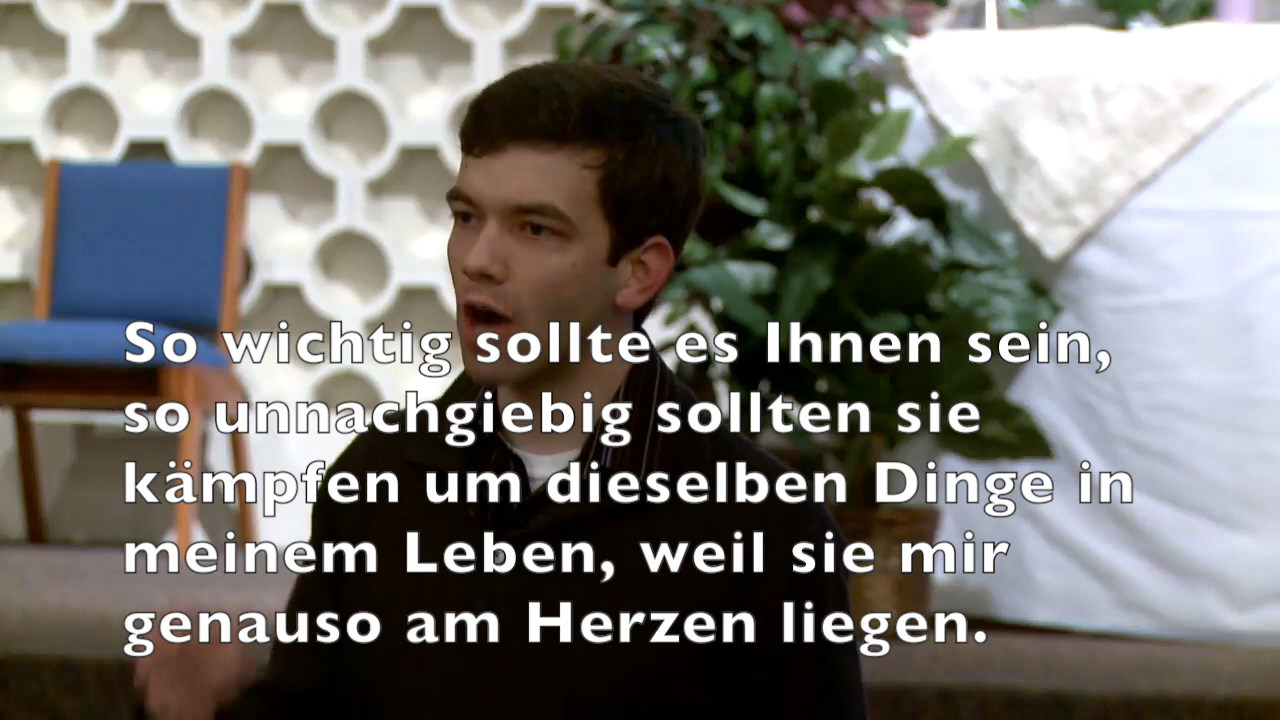 So wichtig sollte es Ihnen sein,
so unnachgiebig sollten sie
kämpfen um dieselben Dinge in
meinem Leben, weil sie mir
genauso am Herzen liegen.